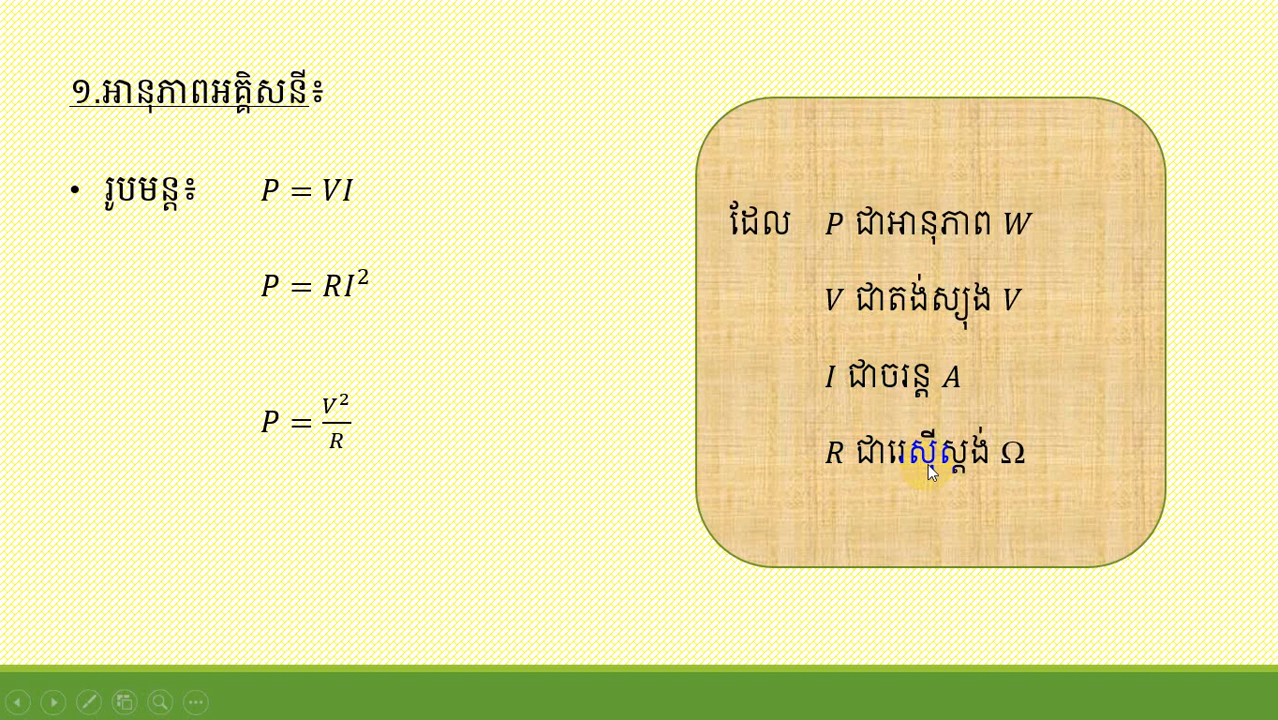 ១.អានុភាពអគ្គិសនី៖
• រូបមន្ត៖ P = VI
P = RI²
P = V²/R
ដែល P ជាអានុភាព W
V ជាតង់ស្យុង V
I ជាចរន្ត A
R ជារេស៊ីស្តង់ Ω